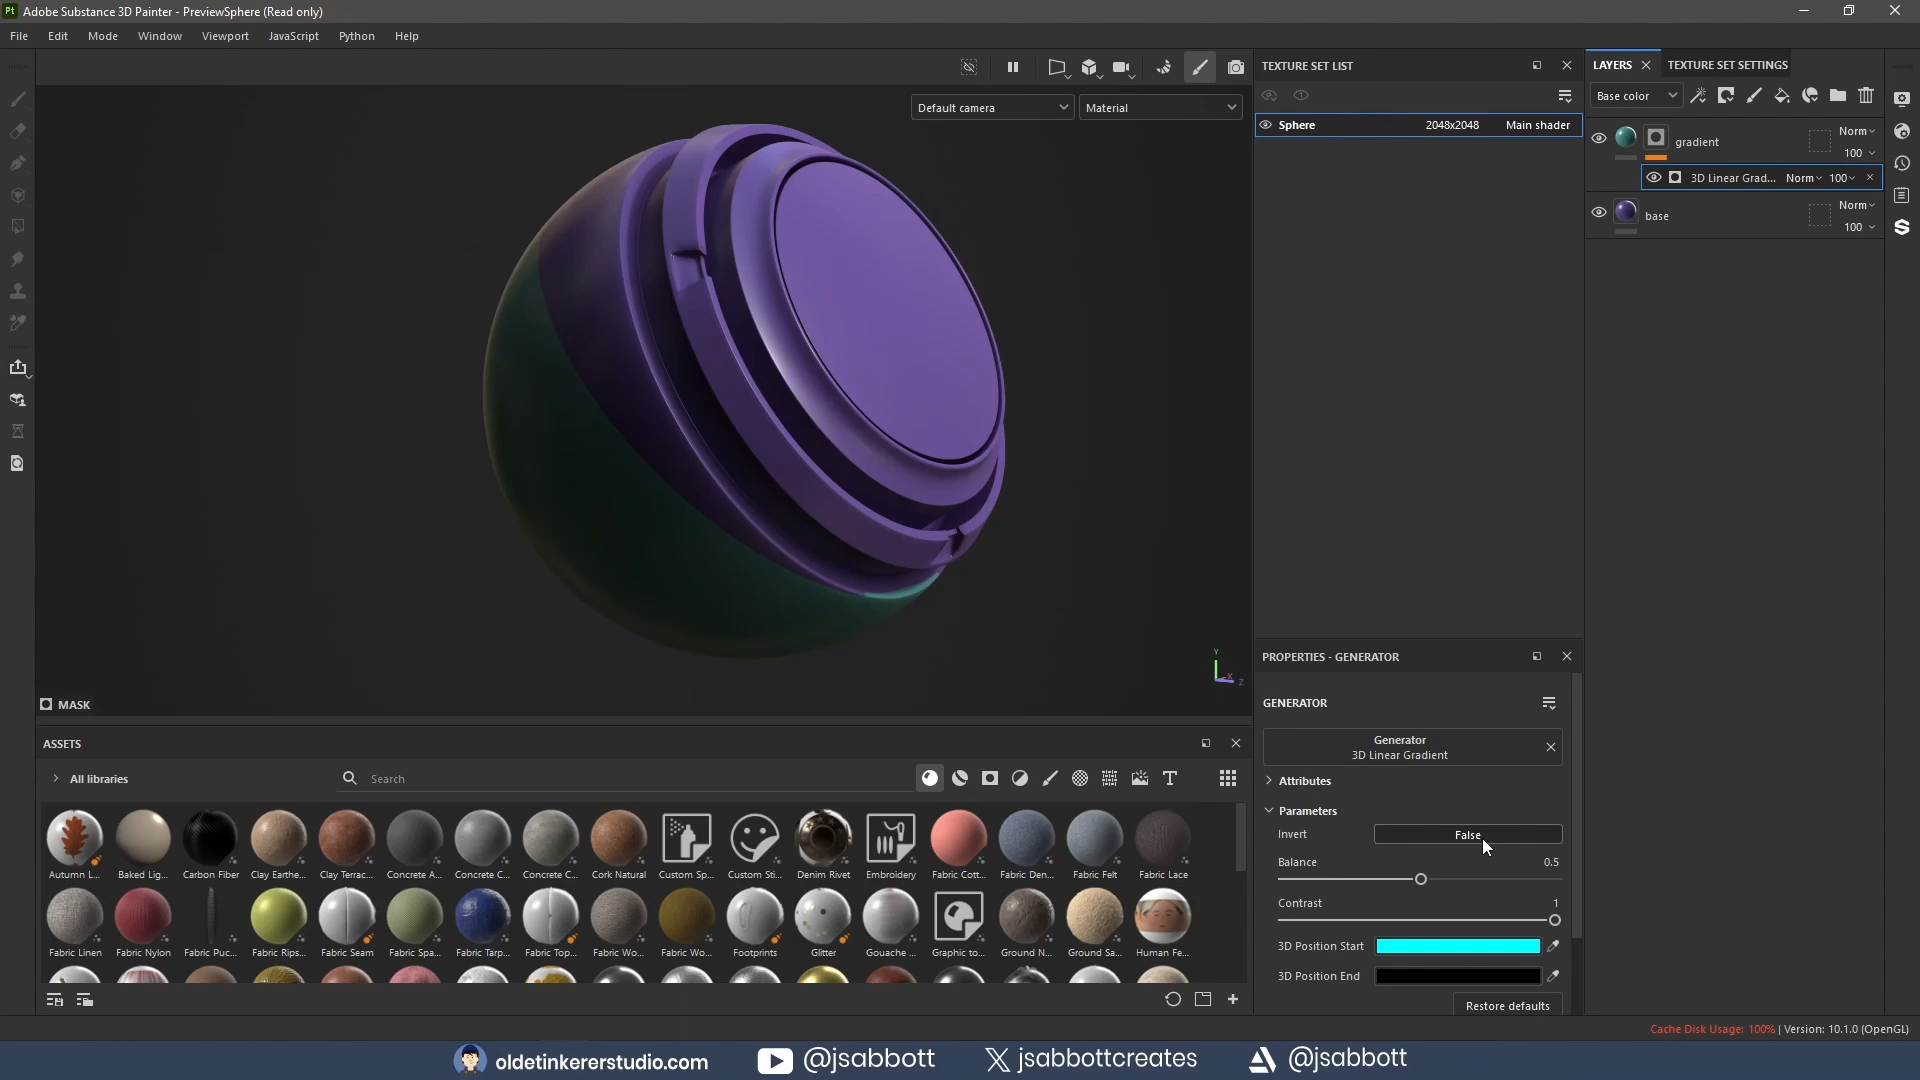 Pt Adobe Substance 3D Painter - PreviewSphere (Read only)
File Edit Mode Window Viewport JavaScript Python Help
Default camera Material
TEXTURE SET LIST
Sphere 2048x2048 Main shader
LAYERS TEXTURE SET SETTINGS
Base color
gradient Norm 100
3D Linear Grad... Norm 100
base Norm 100
Y
X
Z
MASK
PROPERTIES - GENERATOR
GENERATOR
Generator
3D Linear Gradient
Attributes
Parameters
Invert False
Balance 0.5
Contrast 1
3D Position Start
3D Position End
Restore defaults
ASSETS
All libraries Search
Autumn L... Baked Lig... Carbon Fiber Clay Earthe... Clay Terrac... Concrete A... Concrete C... Concrete C... Cork Natural Custom Sp... Custom Sti... Denim Rivet Embroidery Fabric Cott... Fabric Den... Fabric Felt Fabric Lace
Fabric Linen Fabric Nylon Fabric Puc... Fabric Rips... Fabric Seam Fabric Spa... Fabric Tarp... Fabric Top... Fabric Wo... Fabric Wo... Footprints Glitter Gouache ... Graphic to... Ground N... Ground Sa... Human Fe...
Cache Disk Usage: 100% | Version: 10.1.0 (OpenGL)
oldetinkererstudio.com @jsabbott jsabbottcreates @jsabbott